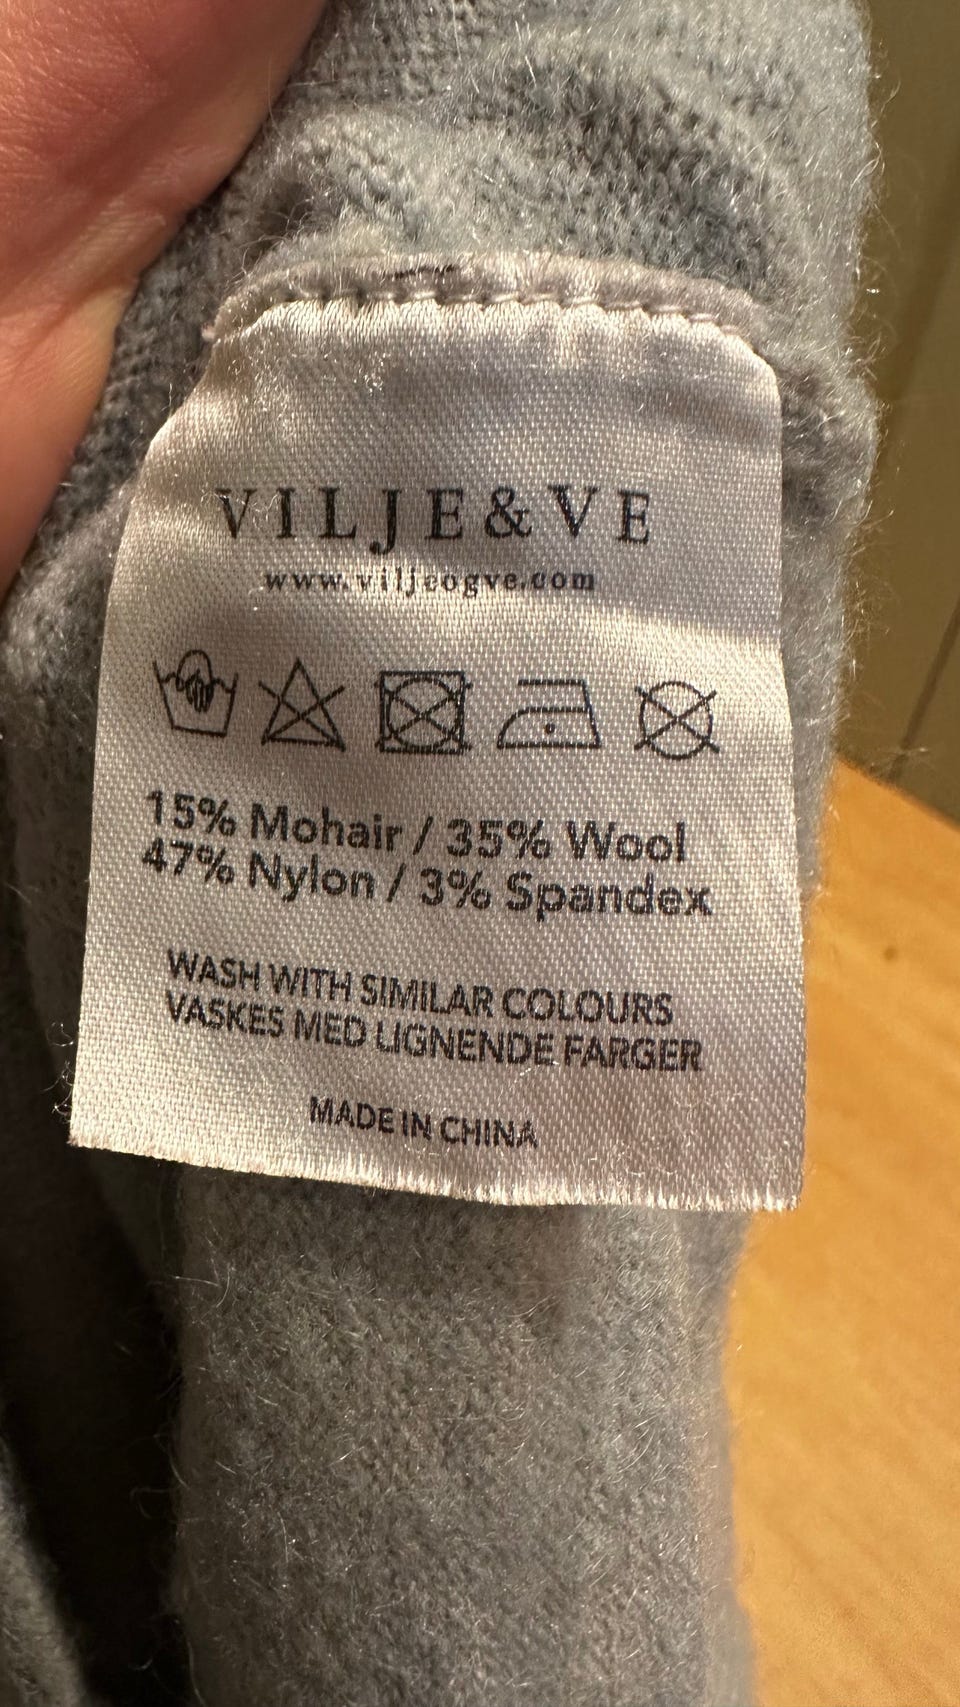 VILJE&VE
www.viljeogve.com
15% Mohair / 35% Wool
47% Nylon / 3% Spandex
WASH WITH SIMILAR COLOURS
VASKES MED LIGNENDE FARGER
MADE IN CHINA